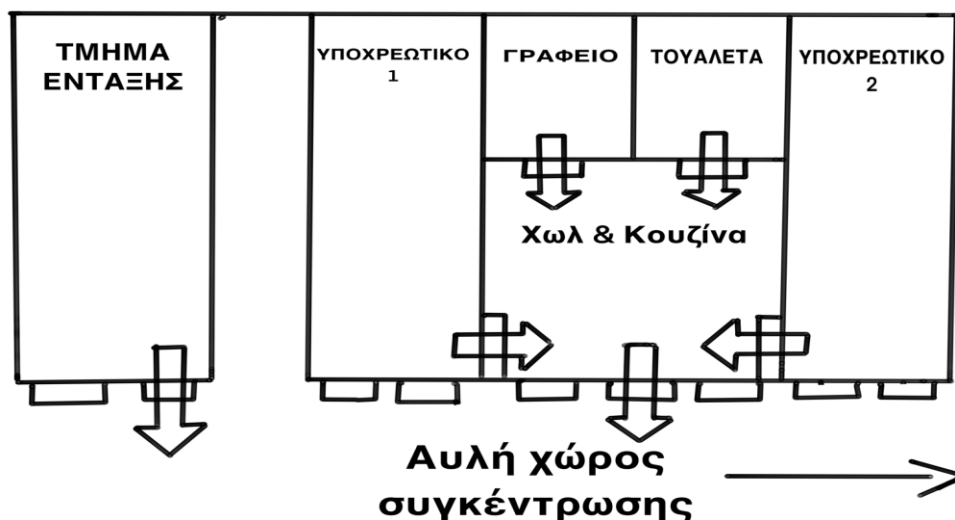 ΤΜΗΜΑ
ΕΝΤΑΞΗΣ
ΥΠΟΧΡΕΩΤΙΚΟ
1
ΓΡΑΦΕΙΟ
ΤΟΥΑΛΕΤΑ
ΥΠΟΧΡΕΩΤΙΚΟ
2
Χωλ & Κουζίνα
Αυλή χώρος
συγκέντρωσης